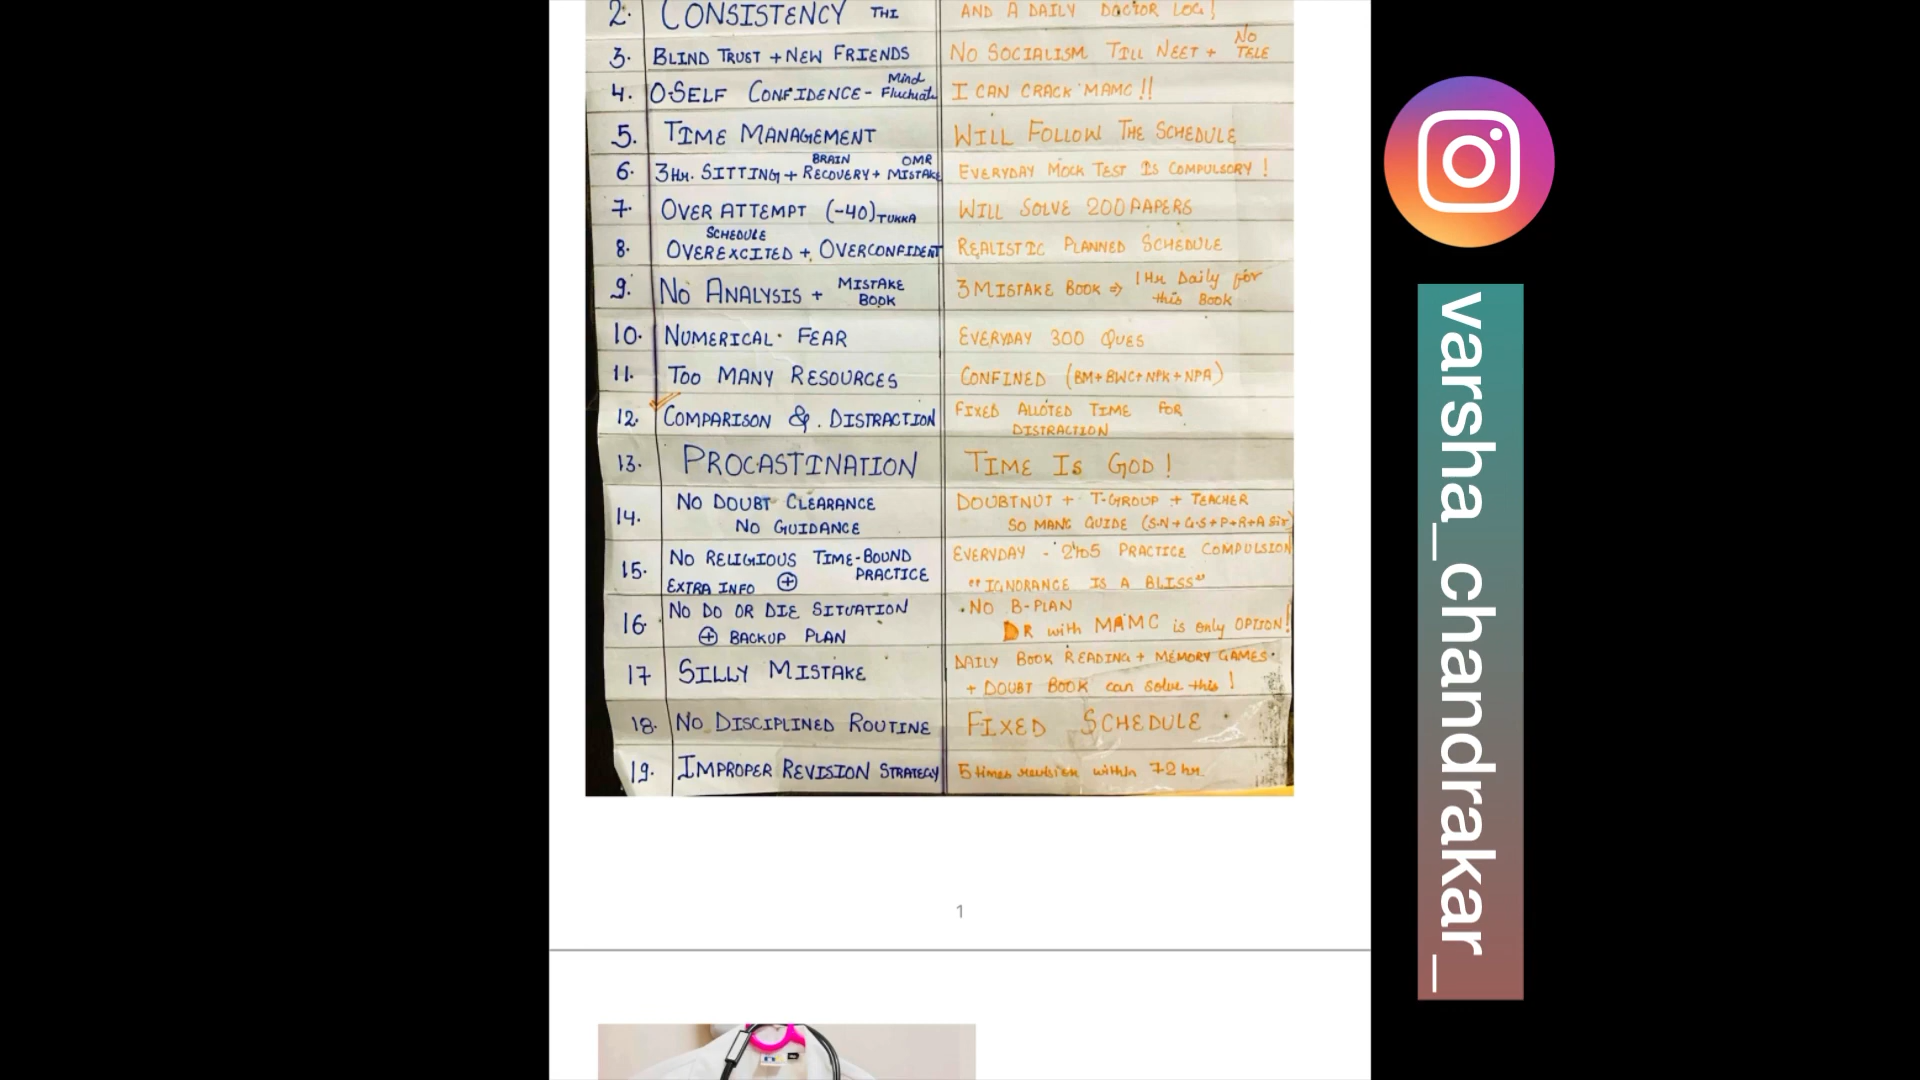 2. CONSISTENCY THI AND A DAILY DOCTOR LOG!
3. BLIND TRUST + NEW FRIENDS NO SOCIALISM TILL NEET + NO TELE
4. O-SELF CONFIDENCE - Mind Fluctuate I CAN CRACK MAMC!!
5. TIME MANAGEMENT WILL FOLLOW THE SCHEDULE
6. 3Hr. SITTING + BRAIN RECOVERY + OMR MISTAKE EVERYDAY MOCK TEST IS COMPULSORY!
7. OVER ATTEMPT (-40) TUKKA WILL SOLVE 200 PAPERS
8. SCHEDULE OVEREXCITED + OVERCONFIDENT REALISTIC PLANNED SCHEDULE
9. NO ANALYSIS + MISTAKE BOOK 3 MISTAKE BOOK ⇒ 1 Hr Daily for this Book
10. NUMERICAL FEAR EVERYDAY 300 QUES
11. TOO MANY RESOURCES CONFINED (BM+BWC+NPK+NPA)
12. COMPARISON & DISTRACTION FIXED ALLOTED TIME FOR
DISTRACTION
13. PROCASTINATION TIME IS GOD!
14. NO DOUBT CLEARANCE DOUBTNUT + T-GROUP + TEACHER
NO GUIDANCE SO MANG GUIDE (S.N+G.S+P+R+A Sir)
15. NO RELIGIOUS TIME-BOUND PRACTICE EVERYDAY - 2 to 5 PRACTICE COMPULSION
EXTRA INFO ⊕ "IGNORANCE IS A BLISS"
16. NO DO OR DIE SITUATION NO B-PLAN
⊕ BACKUP PLAN DR with MAMC is only OPTION!
17 SILLY MISTAKE DAILY BOOK READING + MEMORY GAMES
+ DOUBT BOOK can solve this!
18. NO DISCIPLINED ROUTINE FIXED SCHEDULE
19. IMPROPER REVISION STRATEGY 5 times revision within 72 hr
1
varsha_chandrakar_